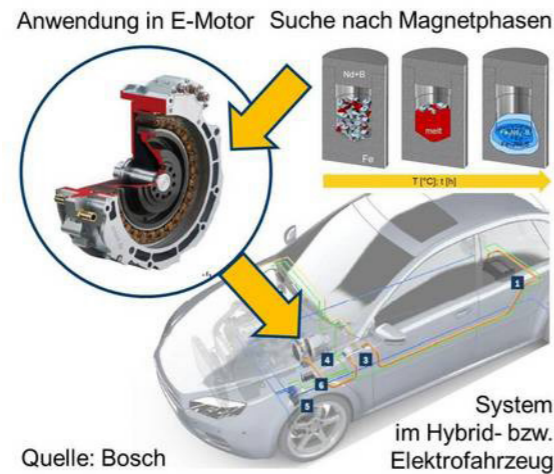 Anwendung in E-Motor
Suche nach Magnetphasen
Nd+B
melt
Fe
T [°C]; t [h]
1
4
3
6
5
System
im Hybrid- bzw.
Elektrofahrzeug
Quelle: Bosch